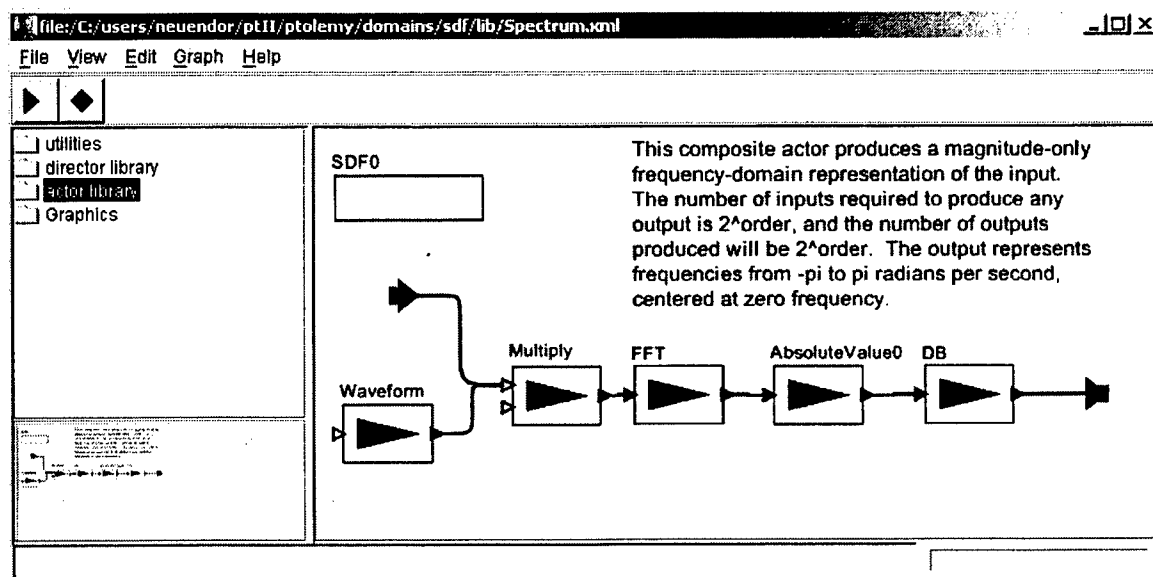 file:/C:/users/neuendor/ptII/ptolemy/domains/sdf/lib/Spectrum.xml
File View Edit Graph Help
utilities
director library
actor library
Graphics
SDF0
This composite actor produces a magnitude-only
frequency-domain representation of the input.
The number of inputs required to produce any
output is 2^order, and the number of outputs
produced will be 2^order. The output represents
frequencies from -pi to pi radians per second,
centered at zero frequency.
Multiply
FFT
AbsoluteValue0
DB
Waveform